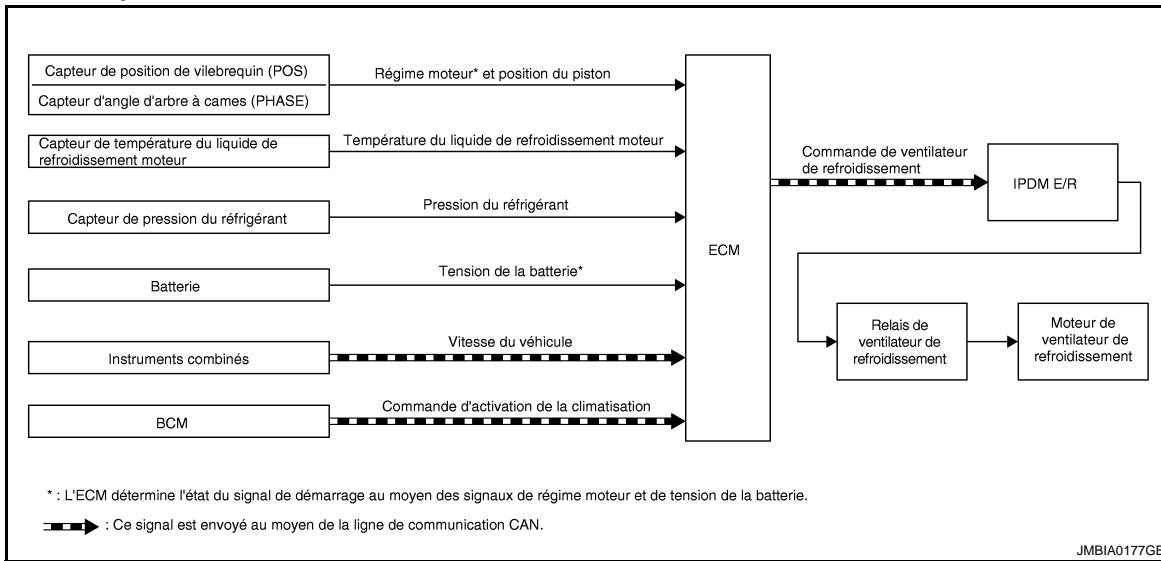 Capteur de position de vilebrequin (POS)
Capteur d'angle d'arbre à cames (PHASE)
Régime moteur* et position du piston
Capteur de température du liquide de
refroidissement moteur
Température du liquide de refroidissement moteur
Capteur de pression du réfrigérant
Pression du réfrigérant
Batterie
Tension de la batterie*
Instruments combinés
Vitesse du véhicule
BCM
Commande d'activation de la climatisation
ECM
Commande de ventilateur
de refroidissement
IPDM E/R
Relais de
ventilateur de
refroidissement
Moteur de
ventilateur de
refroidissement
* : L'ECM détermine l'état du signal de démarrage au moyen des signaux de régime moteur et de tension de la batterie.
: Ce signal est envoyé au moyen de la ligne de communication CAN.
JMBIA0177GB